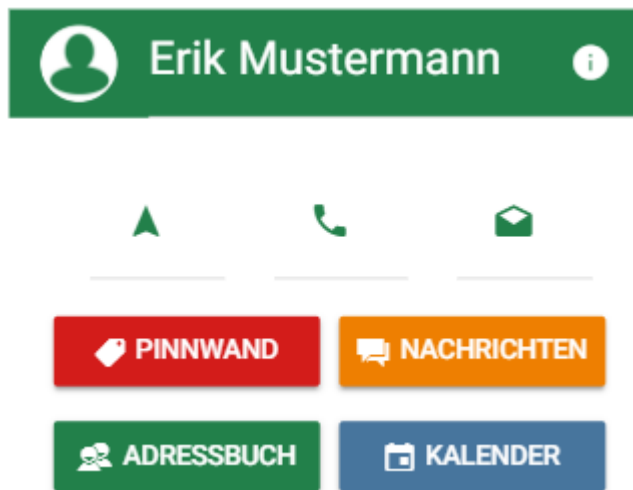 Erik Mustermann
PINNWAND
NACHRICHTEN
ADRESSBUCH
KALENDER